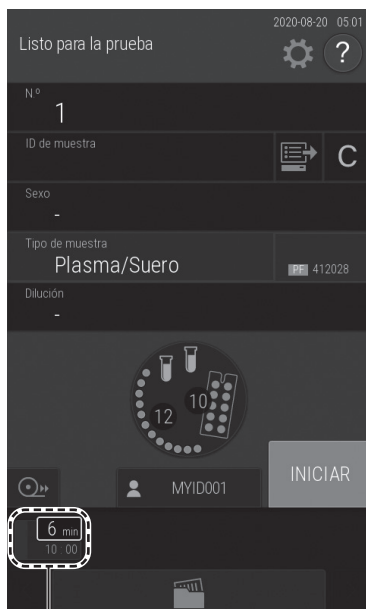 2020-08-20 05:01
Listo para la prueba
?
N.º
1
ID de muestra
C
Sexo
-
Tipo de muestra
Plasma/Suero
PF 412028
Dilución
-
10
12
INICIAR
MYID001
6 min
10 00